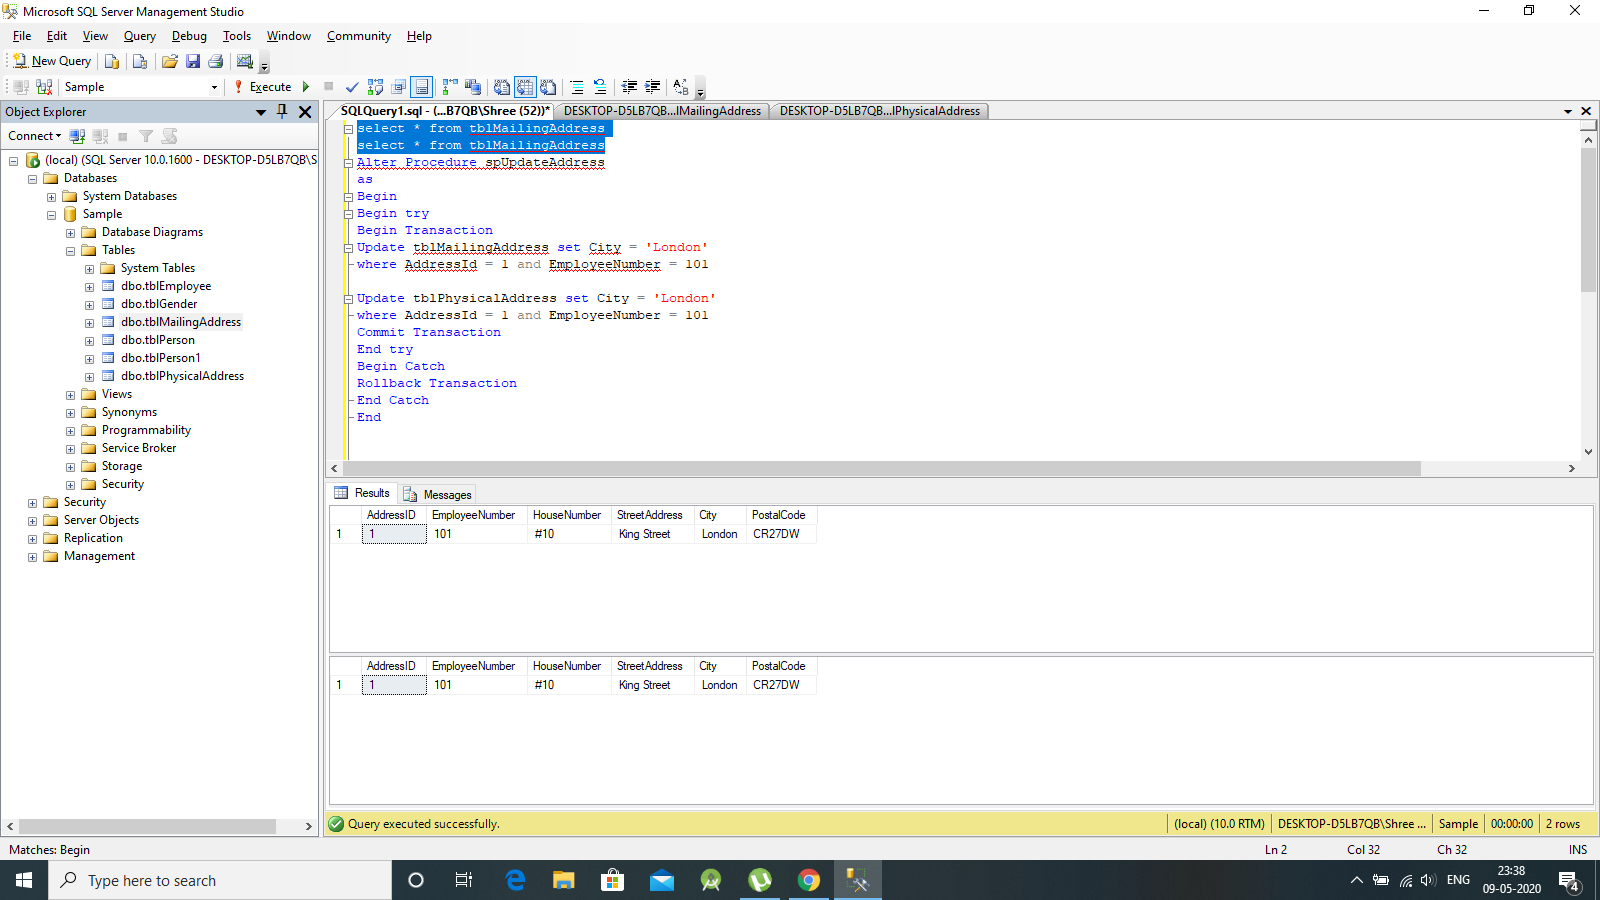 Microsoft SQL Server Management Studio
File Edit View Query Debug Tools Window Community Help
New Query
Sample Execute
Object Explorer
Connect
(local) (SQL Server 10.0.1600 - DESKTOP-D5LB7QB\S
Databases
System Databases
Sample
Database Diagrams
Tables
System Tables
dbo.tblEmployee
dbo.tblGender
dbo.tblMailingAddress
dbo.tblPerson
dbo.tblPerson1
dbo.tblPhysicalAddress
Views
Synonyms
Programmability
Service Broker
Storage
Security
Security
Server Objects
Replication
Management
SQLQuery1.sql - (...B7QB\Shree (52))* DESKTOP-D5LB7QB...lMailingAddress DESKTOP-D5LB7QB...lPhysicalAddress
select * from tblMailingAddress
select * from tblMailingAddress
Alter Procedure spUpdateAddress
as
Begin
Begin try
Begin Transaction
Update tblMailingAddress set City = 'London'
where AddressId = 1 and EmployeeNumber = 101
Update tblPhysicalAddress set City = 'London'
where AddressId = 1 and EmployeeNumber = 101
Commit Transaction
End try
Begin Catch
Rollback Transaction
End Catch
End
Results Messages
AddressID EmployeeNumber HouseNumber StreetAddress City PostalCode
1 1 101 #10 King Street London CR27DW
AddressID EmployeeNumber HouseNumber StreetAddress City PostalCode
1 1 101 #10 King Street London CR27DW
Query executed successfully. (local) (10.0 RTM) DESKTOP-D5LB7QB\Shree ... Sample 00:00:00 2 rows
Matches: Begin Ln 2 Col 32 Ch 32 INS
Type here to search ENG 23:38
09-05-2020 4